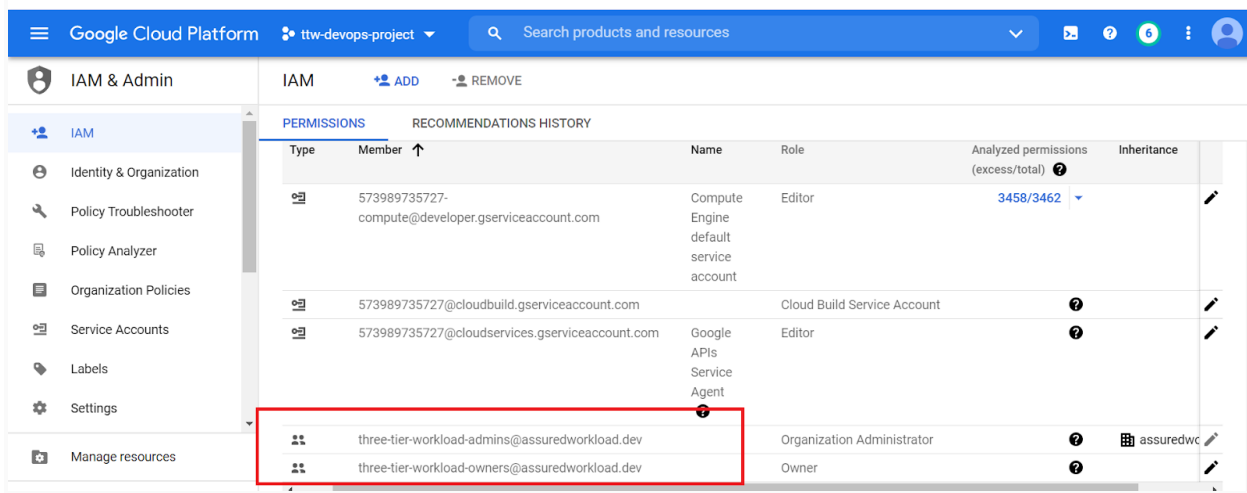 Google Cloud Platform
ttw-devops-project
Search products and resources
6
IAM & Admin
IAM
ADD
REMOVE
IAM
Identity & Organization
Policy Troubleshooter
Policy Analyzer
Organization Policies
Service Accounts
Labels
Settings
Manage resources
PERMISSIONS
RECOMMENDATIONS HISTORY
Type
Member
Name
Role
Analyzed permissions
(excess/total)
Inheritance
573989735727-
compute@developer.gserviceaccount.com
Compute
Engine
default
service
account
Editor
3458/3462
573989735727@cloudbuild.gserviceaccount.com
Cloud Build Service Account
573989735727@cloudservices.gserviceaccount.com
Google
APIs
Service
Agent
Editor
three-tier-workload-admins@assuredworkload.dev
Organization Administrator
assuredwo
three-tier-workload-owners@assuredworkload.dev
Owner